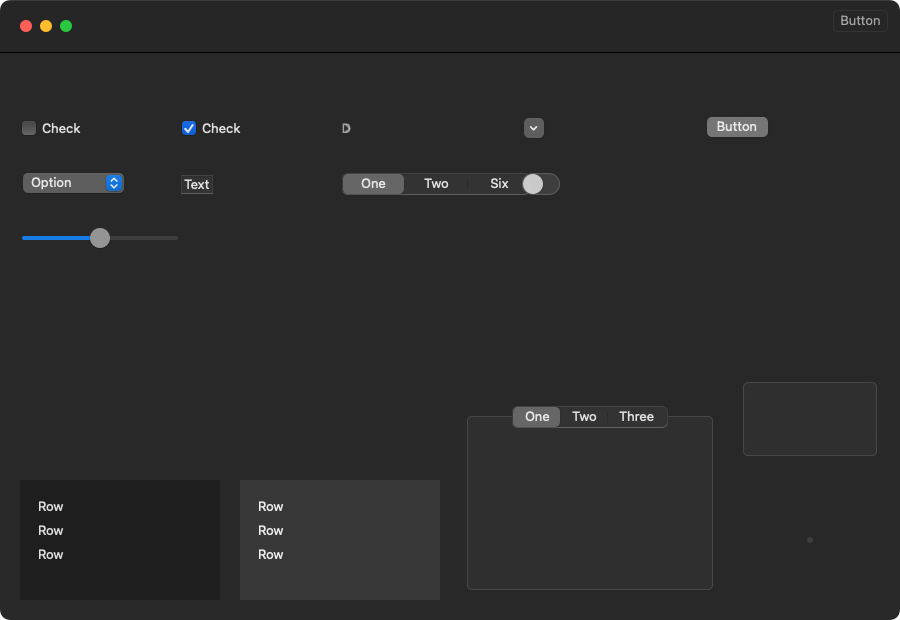 Button
Check
Check
D
Button
Option
Text
One
Two
Six
One
Two
Three
Row
Row
Row
Row
Row
Row